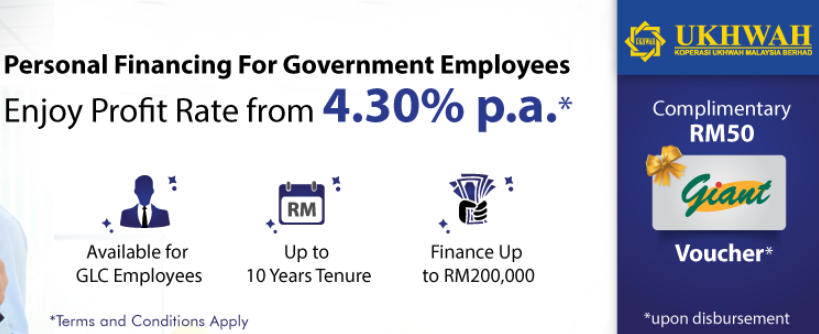 Personal Financing For Government Employees
Enjoy Profit Rate from 4.30% p.a.*
RM
Available for
GLC Employees
Up to
10 Years Tenure
Finance Up
to RM200,000
*Terms and Conditions Apply
UKHWAH
UKHWAH
KOPERASI UKHWAH MALAYSIA BERHAD
Complimentary
RM50
Giant
Voucher*
*upon disbursement